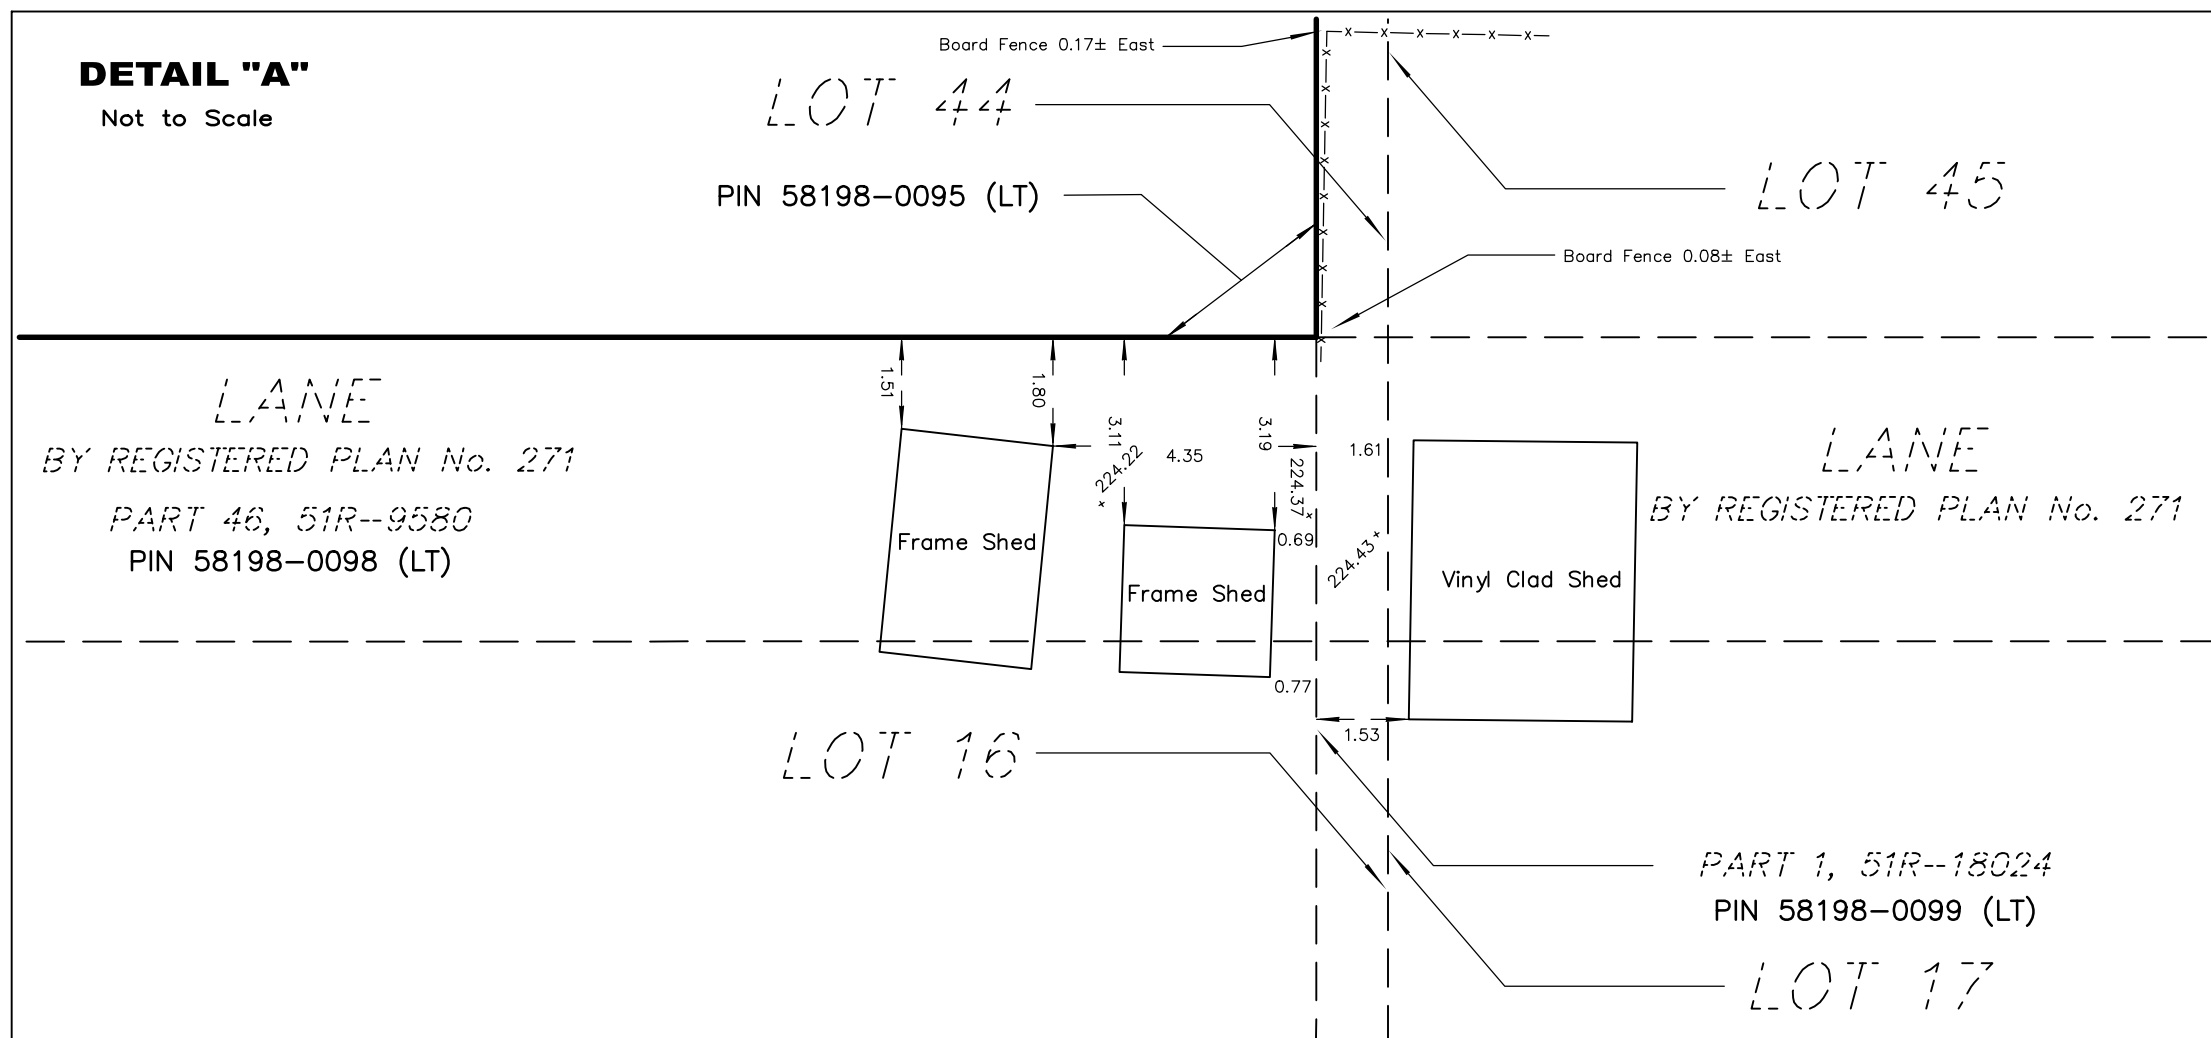 DETAIL "A"
Not to Scale
Board Fence 0.17± East
LOT 44
PIN 58198-0095 (LT)
LOT 45
Board Fence 0.08± East
LANE
BY REGISTERED PLAN No. 271
PART 46, 51R--9580
PIN 58198-0098 (LT)
1.51
1.80
3.11
3.19
224.22
4.35
224.37
1.61
224.43
0.69
Frame Shed
Frame Shed
Vinyl Clad Shed
LANE
BY REGISTERED PLAN No. 271
0.77
1.53
LOT 16
PART 1, 51R--18024
PIN 58198-0099 (LT)
LOT 17